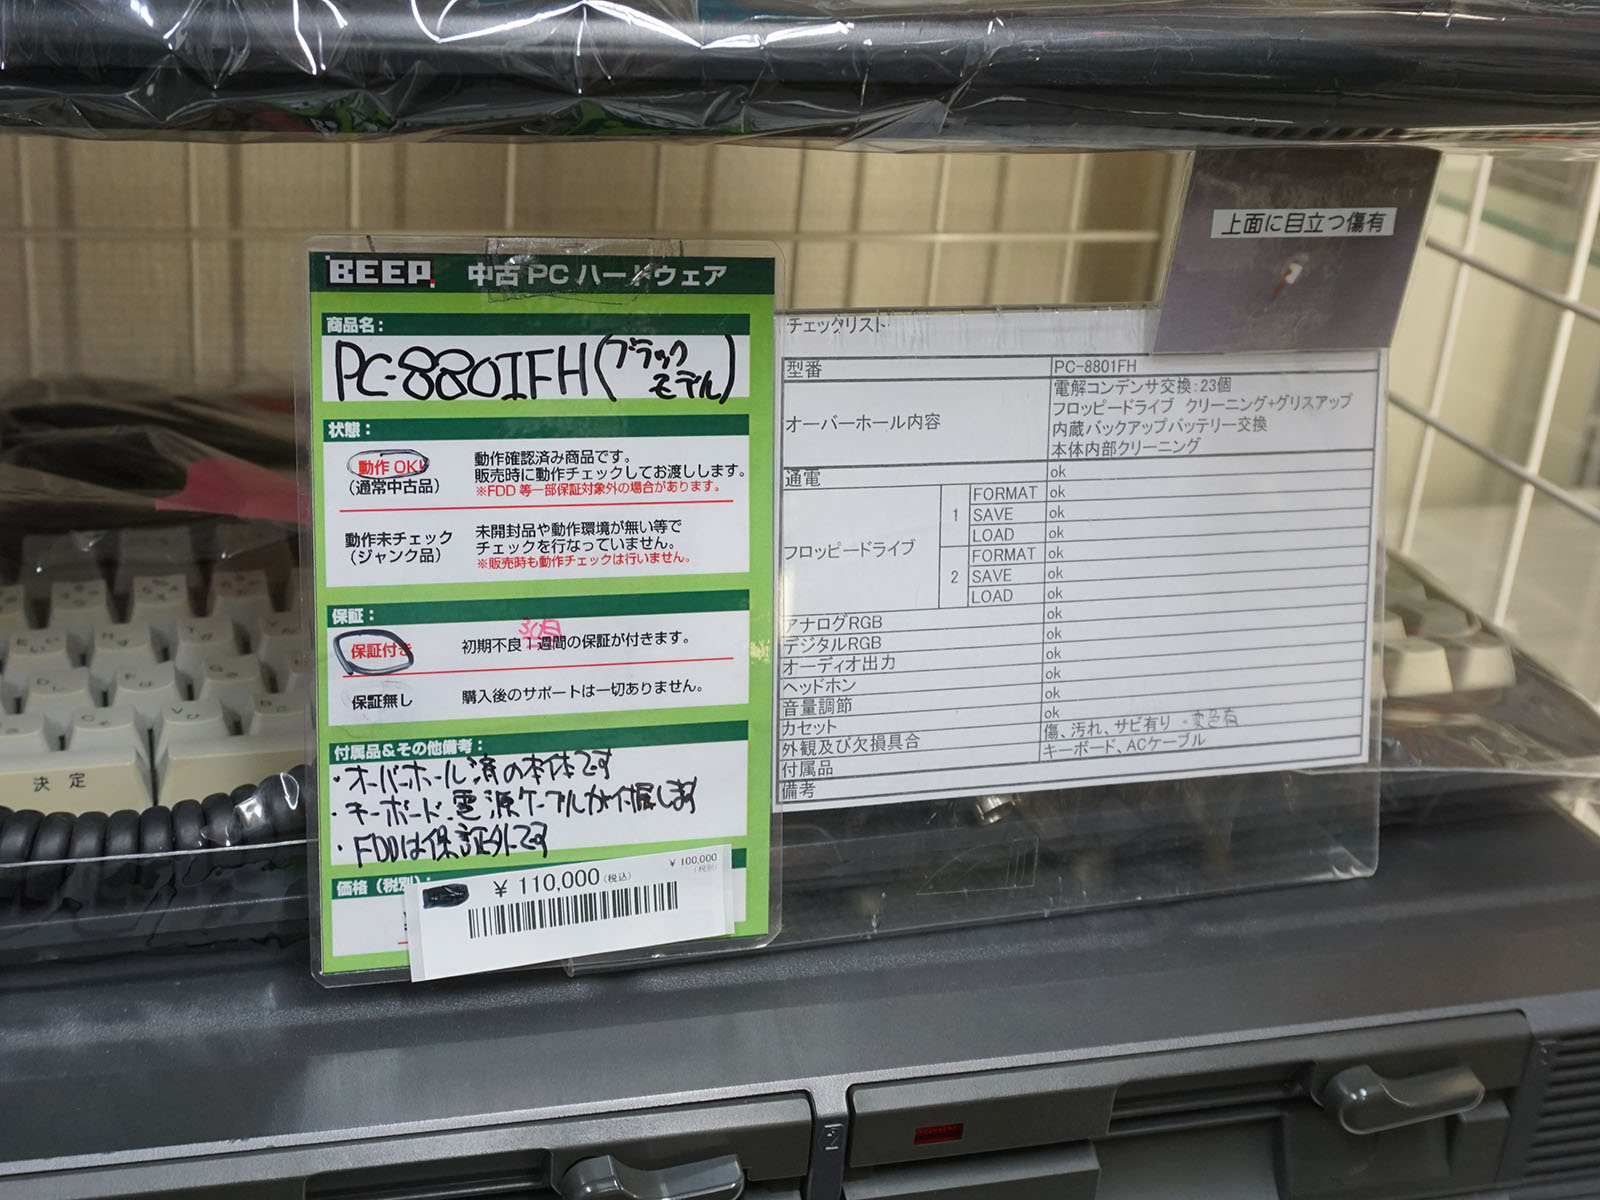 上面に目立つ傷有
BEEP. 中古PCハードウェア
商品名:
PC-8801FH(ブラックモデル)
状態:
動作OK!
(通常中古品)
動作確認済み商品です。
販売時に動作チェックしてお渡しします。
※FDD等一部保証対象外の場合があります。
動作未チェック
(ジャンク品)
未開封品や動作環境が無い等で
チェックを行なっていません。
※販売時も動作チェックは行いません。
保証:
保証付き
30日
初期不良1週間の保証が付きます。
保証無し
購入後のサポートは一切ありません。
付属品&その他備考:
・オーバーホール済の本体です
・キーボード、電源ケーブルが付属します
・FDDは保証外です
価格(税別):
¥100,000
(税別)
¥110,000(税込)
チェックリスト
型番 PC-8801FH
オーバーホール内容
電解コンデンサ交換:23個
フロッピードライブ クリーニング+グリスアップ
内蔵バックアップバッテリー交換
本体内部クリーニング
通電 ok
フロッピードライブ
1 FORMAT ok
SAVE ok
LOAD ok
2 FORMAT ok
SAVE ok
LOAD ok
アナログRGB ok
デジタルRGB ok
オーディオ出力 ok
ヘッドホン ok
音量調節 ok
カセット ok
外観及び欠損具合 傷、汚れ、サビ有り・変色有
付属品 キーボード、ACケーブル
備考
決定
2